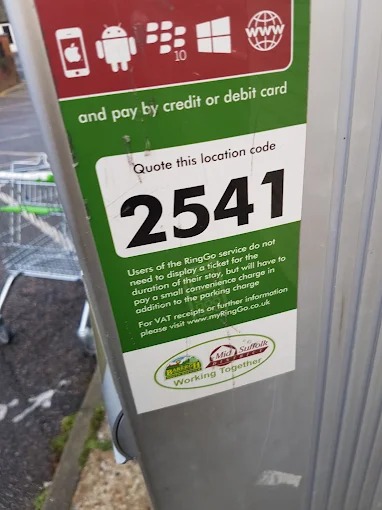 10
www
and pay by credit or debit card
Quote this location code
2541
Users of the RingGo service do not
need to display a ticket for the
duration of their stay, but will have to
pay a small convenience charge in
addition to the parking charge
For VAT receipts or further information
please visit www.myRingGo.co.uk
BABERGH
Mid Suffolk
DISTRICT
Working Together